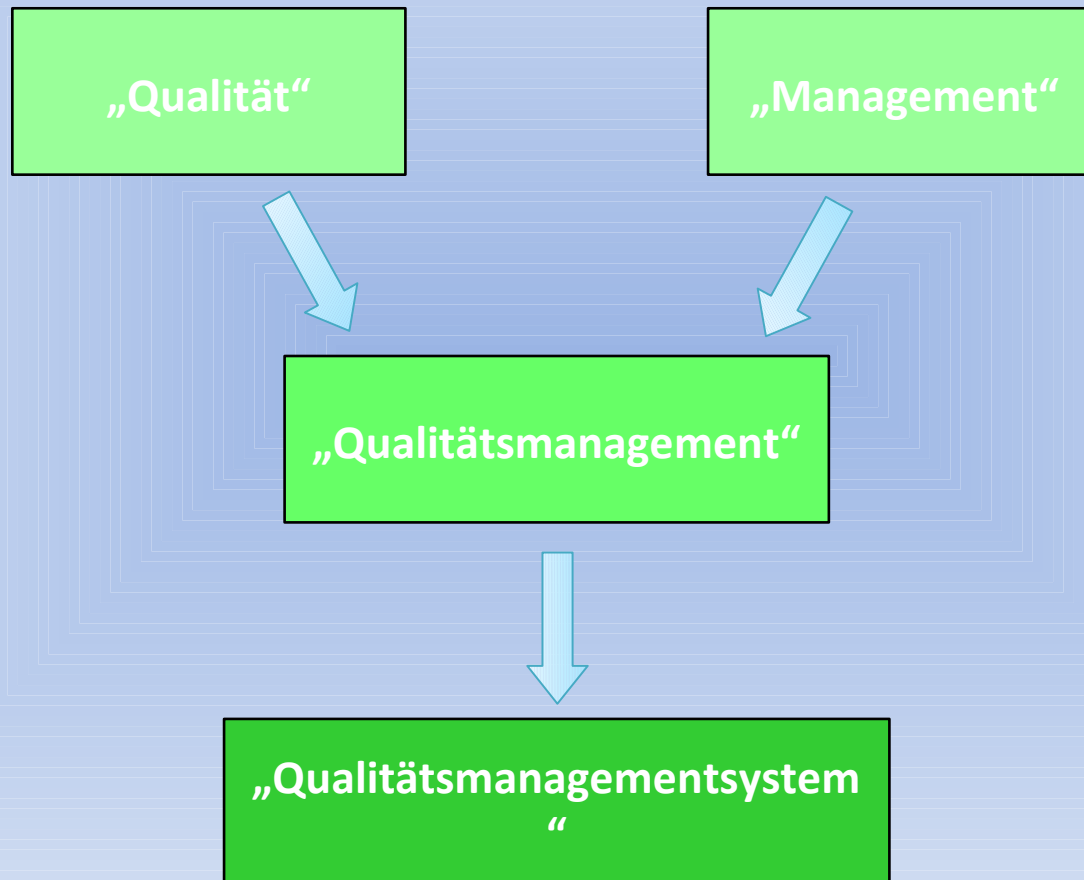 „Qualität“
„Management“
„Qualitätsmanagement“
„Qualitätsmanagementsystem
“